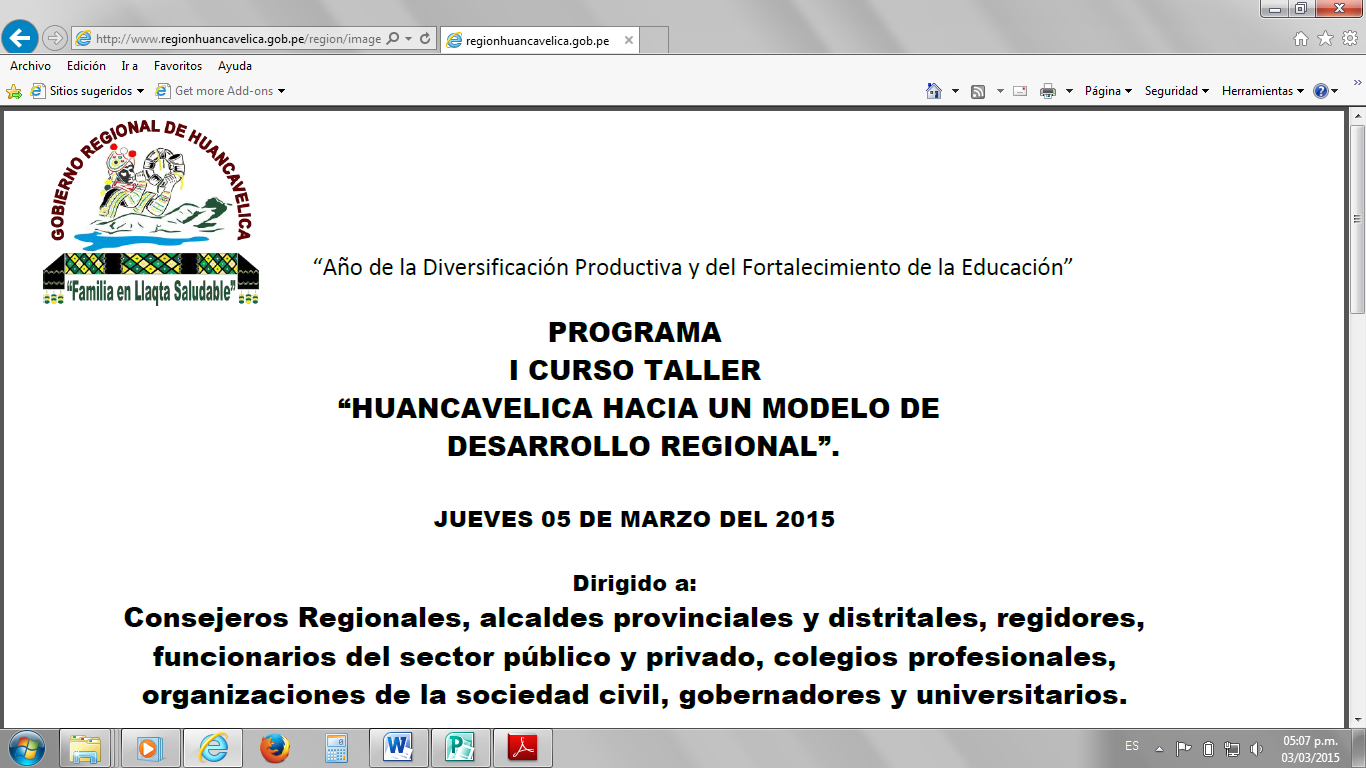 http://www.regionhuancavelica.gob.pe/region/image
regionhuancavelica.gob.pe
Archivo Edición Ir a Favoritos Ayuda
Sitios sugeridos Get more Add-ons
Página Seguridad Herramientas
GOBIERNO REGIONAL DE HUANCAVELICA
“Familia en Llaqta Saludable”
“Año de la Diversificación Productiva y del Fortalecimiento de la Educación”
PROGRAMA
I CURSO TALLER
“HUANCAVELICA HACIA UN MODELO DE
DESARROLLO REGIONAL”.
JUEVES 05 DE MARZO DEL 2015
Dirigido a:
Consejeros Regionales, alcaldes provinciales y distritales, regidores,
funcionarios del sector público y privado, colegios profesionales,
organizaciones de la sociedad civil, gobernadores y universitarios.
ES
05:07 p.m.
03/03/2015